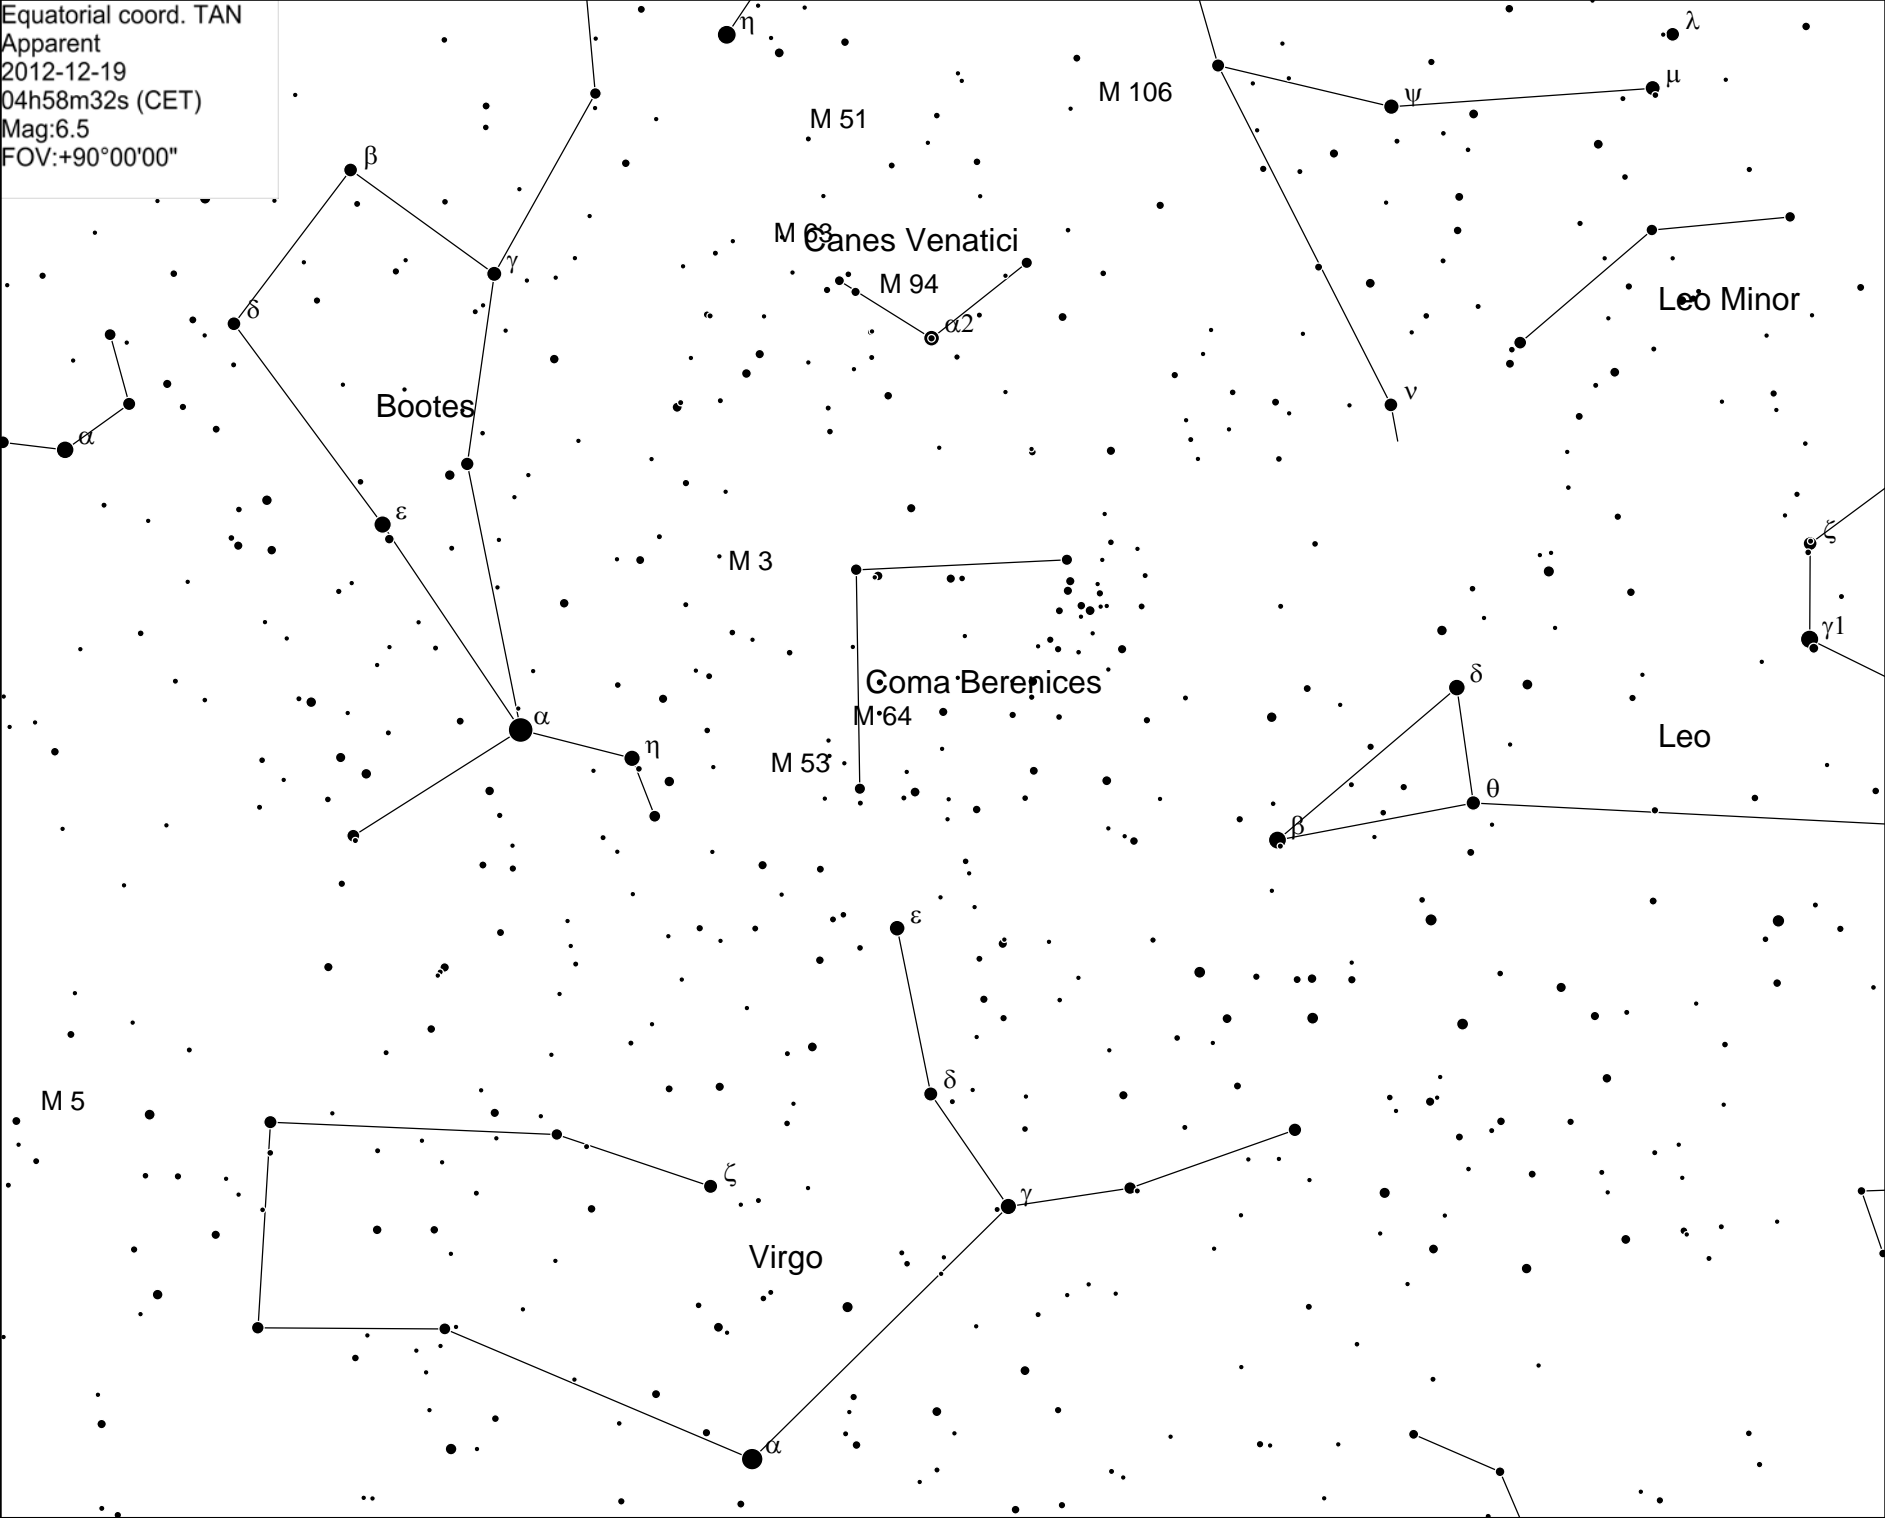 Equatorial coord. TAN
Apparent
2012-12-19
04h58m32s (CET)
Mag:6.5
FOV:+90°00'00"
η
λ
μ
ψ
M 106
M 51
β
M 63
Canes Venatici
γ
M 94
Leo Minor
δ
α2
ν
Bootes
α
ε
ζ
M 3
γ1
δ
Coma Berenices
α
M 64
Leo
η
M 53
θ
β
ε
δ
M 5
ζ
γ
Virgo
α